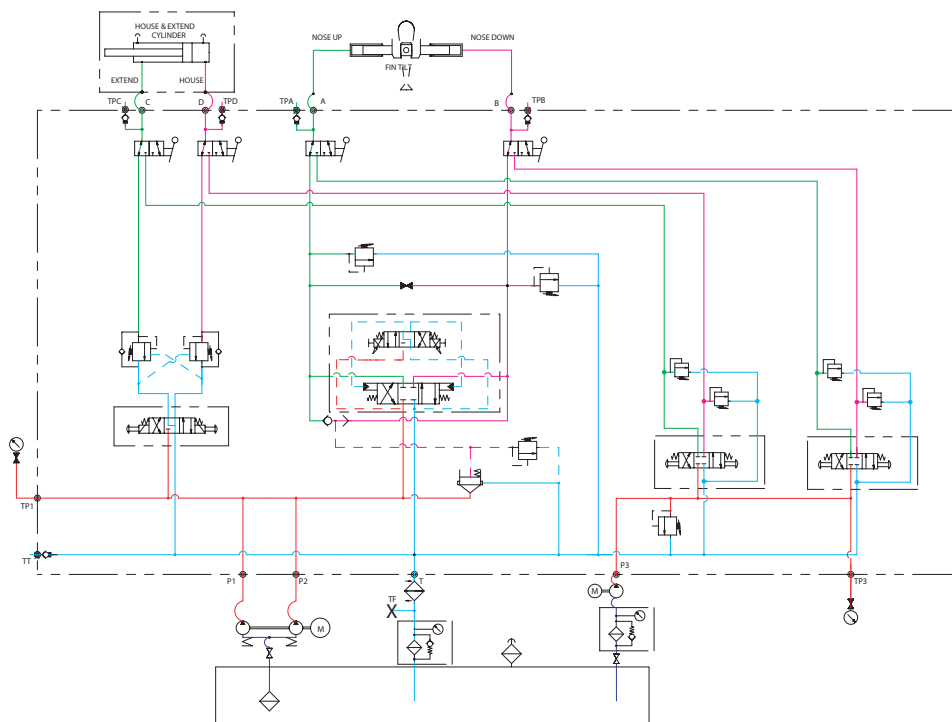 HOUSE & EXTEND
CYLINDER
NOSE UP
NOSE DOWN
FIN TILT
EXTEND
HOUSE
TPC
C
D
TPD
TPA
A
B
TPB
TP1
TT
P1
P2
T
P3
TP3
TF
M
M